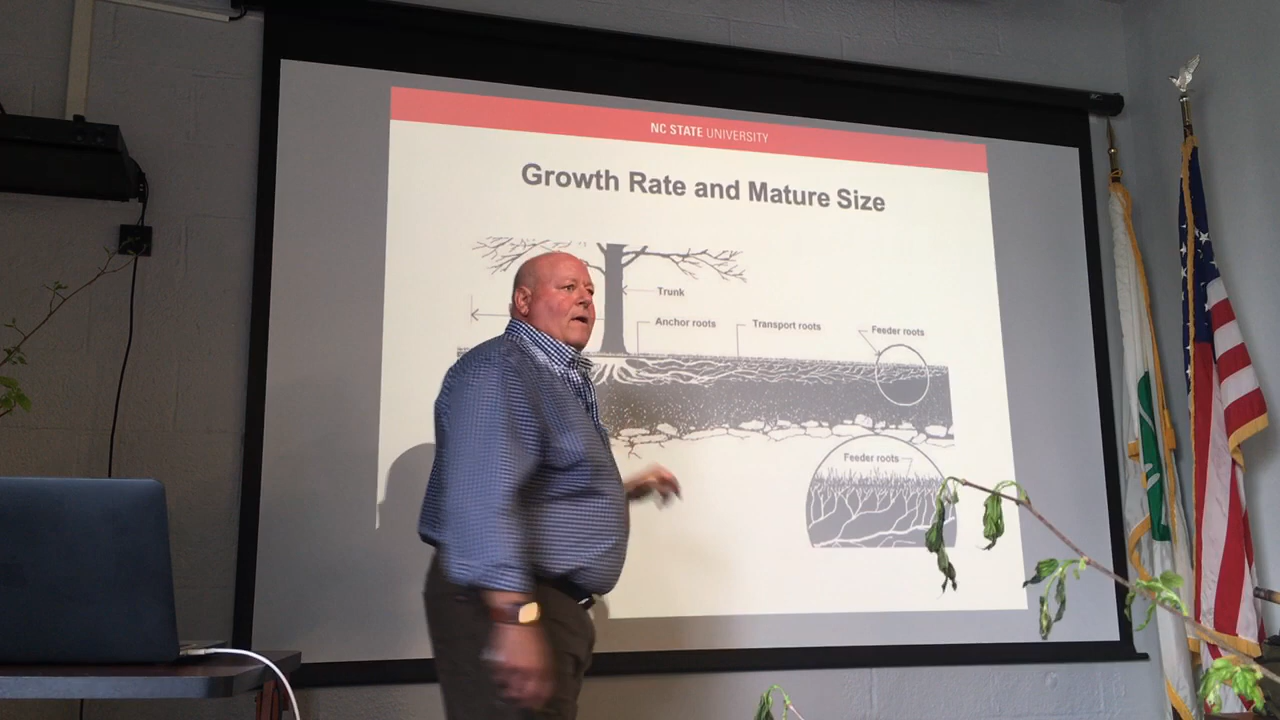 NC STATE UNIVERSITY
Growth Rate and Mature Size
Trunk
Anchor roots
Transport roots
Feeder roots
Feeder roots